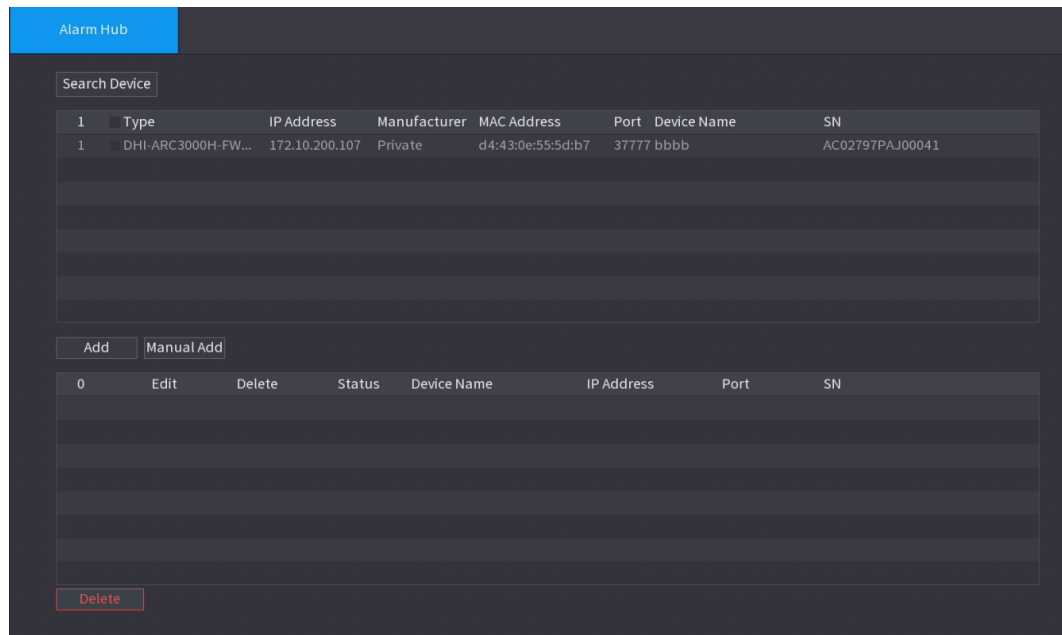 Alarm Hub
Search Device
1 Type IP Address Manufacturer MAC Address Port Device Name SN
1 DHI-ARC3000H-FW... 172.10.200.107 Private d4:43:0e:55:5d:b7 37777 bbbb AC02797PAJ00041
Add Manual Add
0 Edit Delete Status Device Name IP Address Port SN
Delete